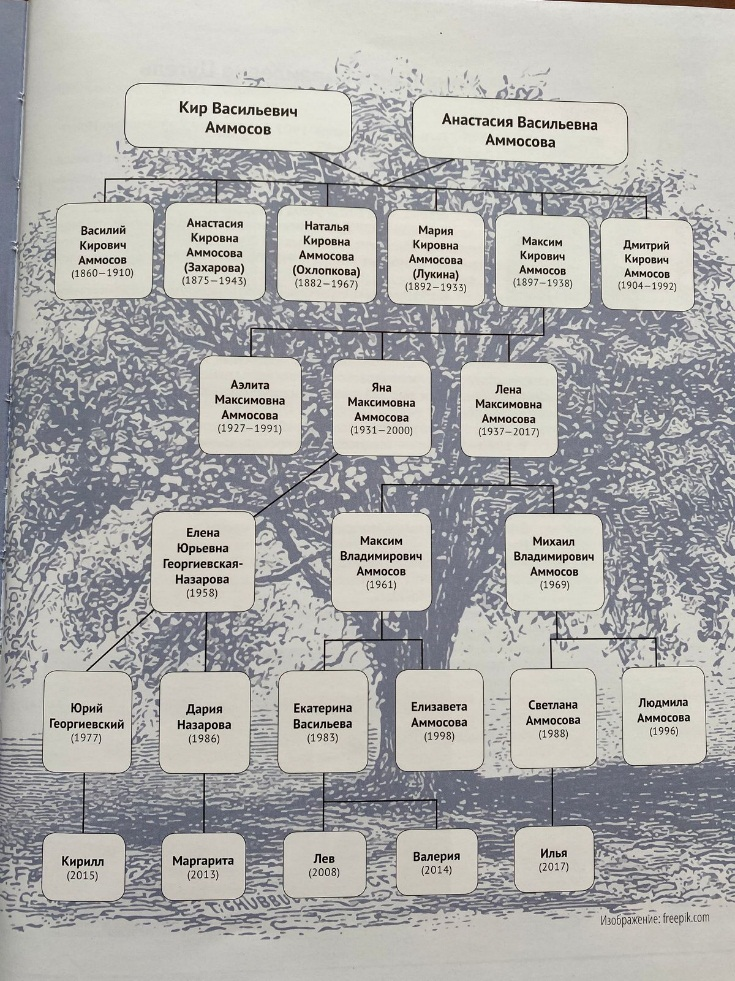 Кир Васильевич
Аммосов
Анастасия Васильевна
Аммосова
Василий
Кирович
Аммосов
(1860—1910)
Анастасия
Кировна
Аммосова
(Захарова)
(1875—1943)
Наталья
Кировна
Аммосова
(Охлопкова)
(1882—1967)
Мария
Кировна
Аммосова
(Лукина)
(1892—1933)
Максим
Кирович
Аммосов
(1897—1938)
Дмитрий
Кирович
Аммосов
(1904—1992)
Аэлита
Максимовна
Аммосова
(1927—1991)
Яна
Максимовна
Аммосова
(1931—2000)
Лена
Максимовна
Аммосова
(1937—2017)
Елена
Юрьевна
Георгиевская-
Назарова
(1958)
Максим
Владимирович
Аммосов
(1961)
Михаил
Владимирович
Аммосов
(1969)
Юрий
Георгиевский
(1977)
Дария
Назарова
(1986)
Екатерина
Васильева
(1983)
Елизавета
Аммосова
(1998)
Светлана
Аммосова
(1988)
Людмила
Аммосова
(1996)
Кирилл
(2015)
Маргарита
(2013)
Лев
(2008)
Валерия
(2014)
Илья
(2017)
Изображение: freepik.com